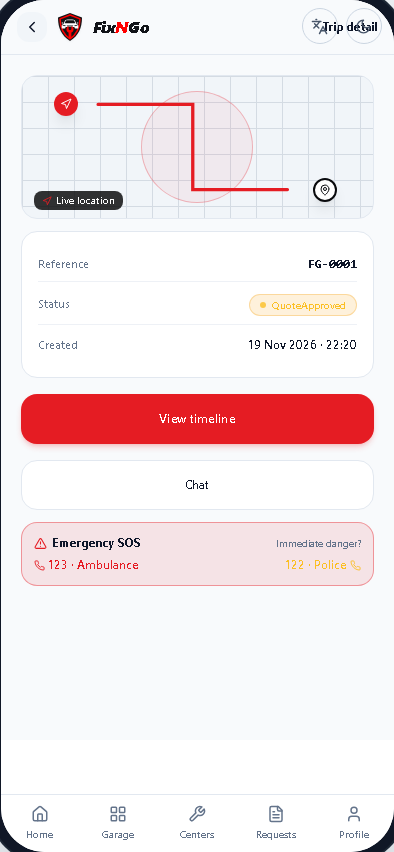 FixNGo
Trip detail
Live location
Reference
FG-0001
Status
QuoteApproved
Created
19 Nov 2026 · 22:20
View timeline
Chat
Emergency SOS
Immediate danger?
123 · Ambulance
122 · Police
Home
Garage
Centers
Requests
Profile